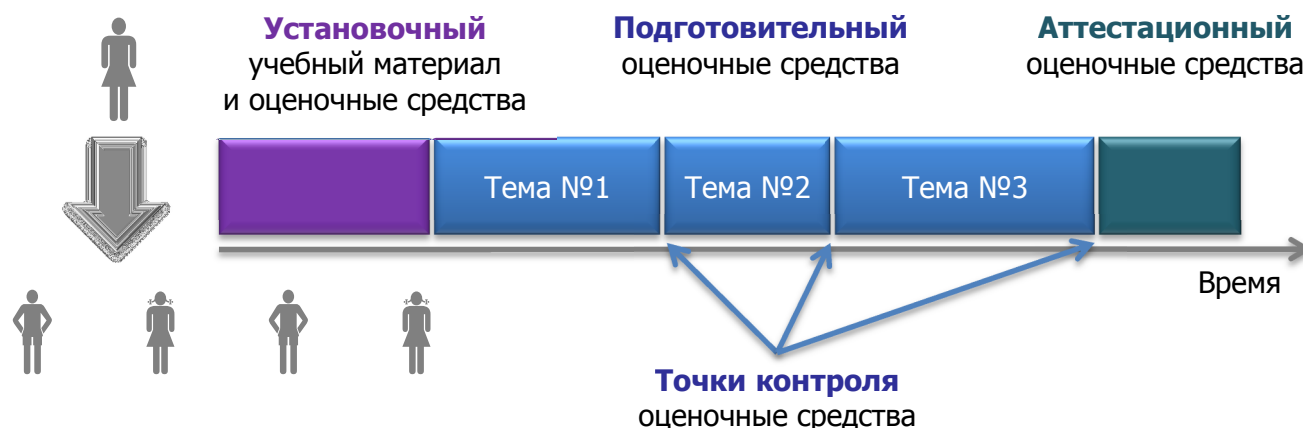 Установочный
учебный материал
и оценочные средства
Подготовительный
оценочные средства
Аттестационный
оценочные средства
Тема №1
Тема №2
Тема №3
Время
Точки контроля
оценочные средства